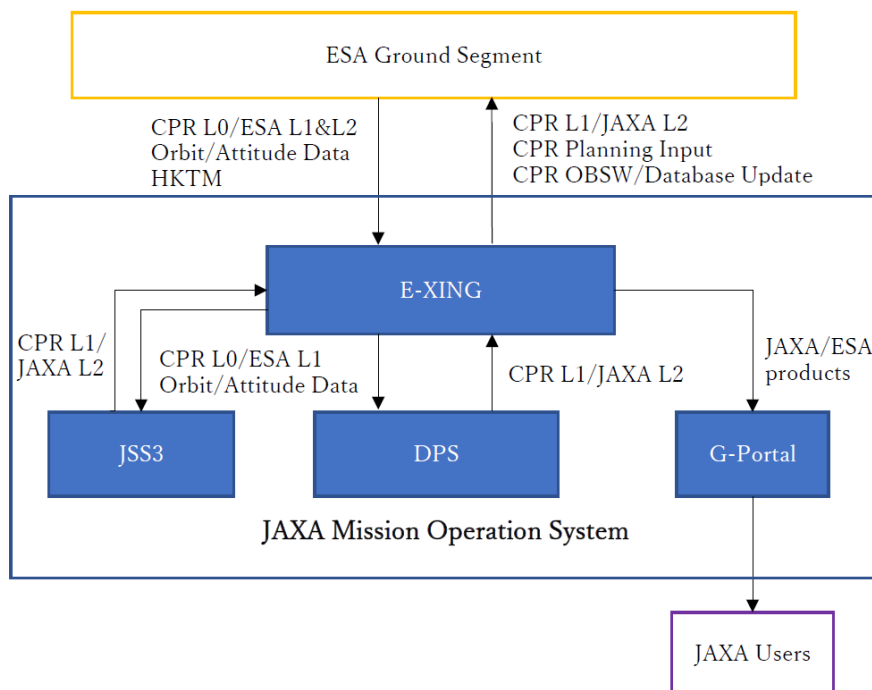 ESA Ground Segment
CPR L0/ESA L1&L2
Orbit/Attitude Data
HKTM
CPR L1/JAXA L2
CPR Planning Input
CPR OBSW/Database Update
E-XING
CPR L1/
JAXA L2
CPR L0/ESA L1
Orbit/Attitude Data
CPR L1/JAXA L2
JAXA/ESA
products
JSS3
DPS
G-Portal
JAXA Mission Operation System
JAXA Users